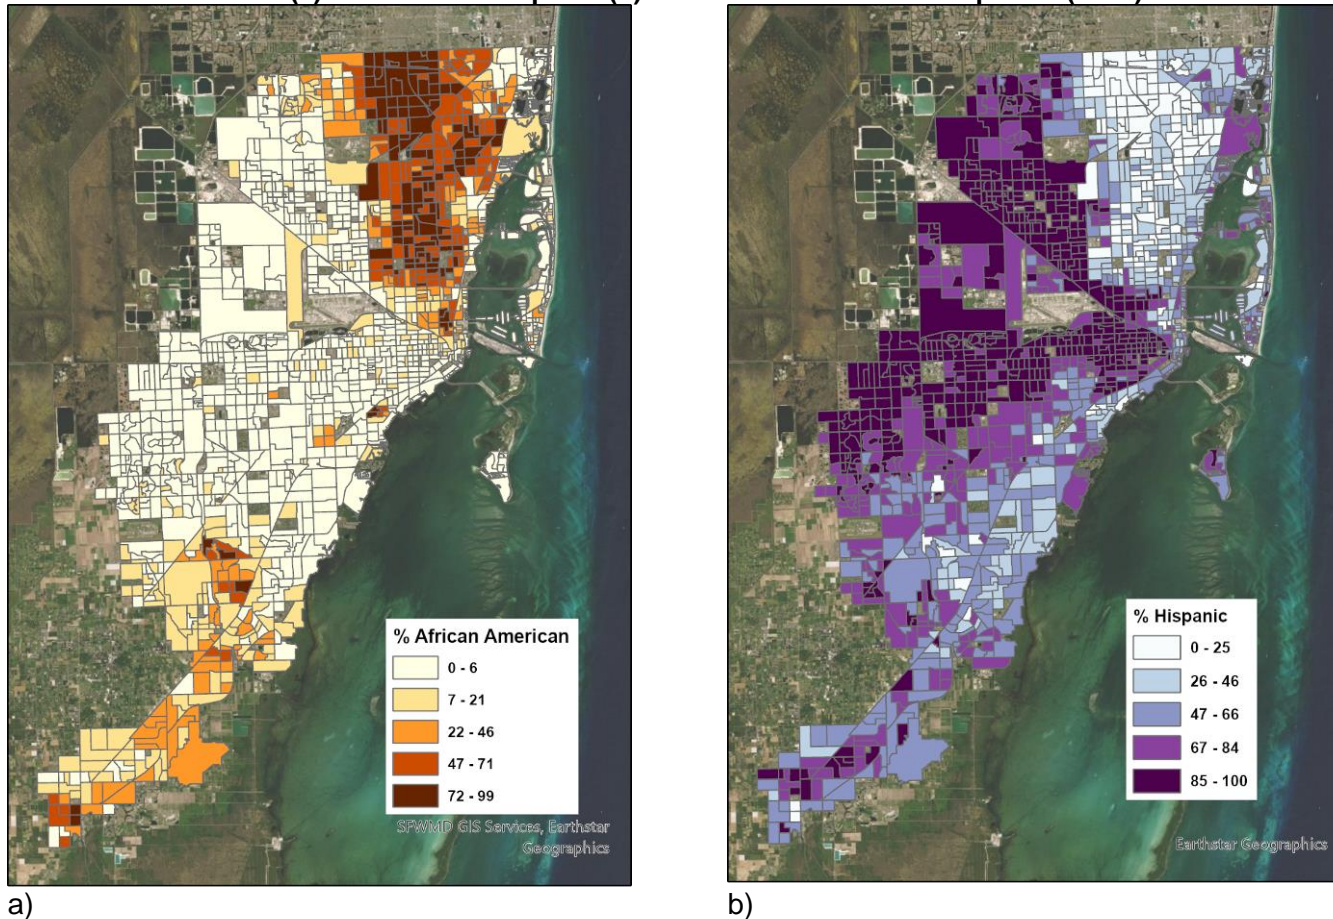 % African American
0 - 6
7 - 21
22 - 46
47 - 71
72 - 99
SFWMD GIS Services, Earthstar
Geographics
% Hispanic
0 - 25
26 - 46
47 - 66
67 - 84
85 - 100
Earthstar Geographics
a)
b)